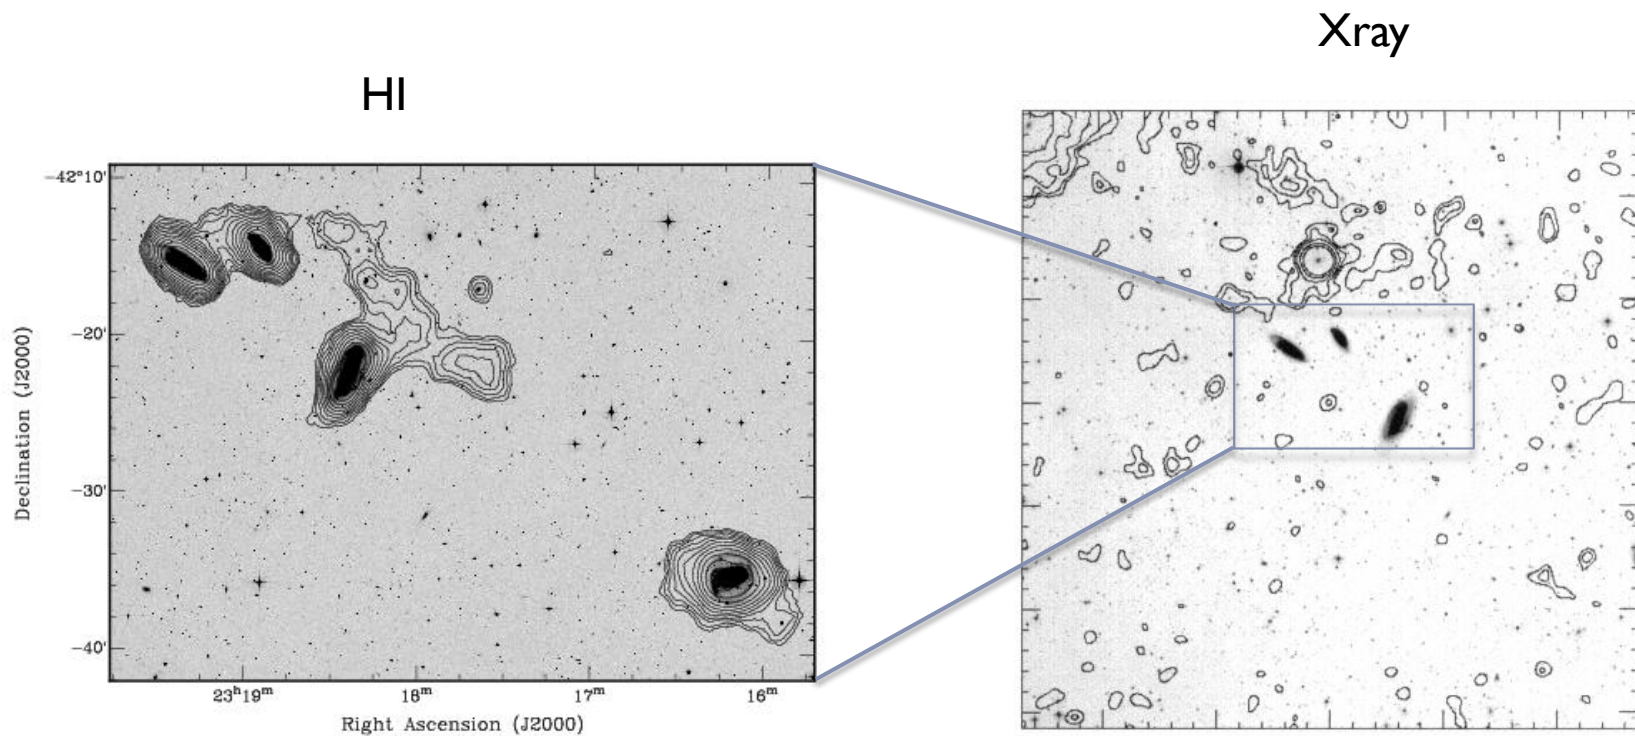 Xray
HI
−42°10'
−20'
−30'
−40'
Declination (J2000)
23ʰ19ᵐ
18ᵐ
17ᵐ
16ᵐ
Right Ascension (J2000)